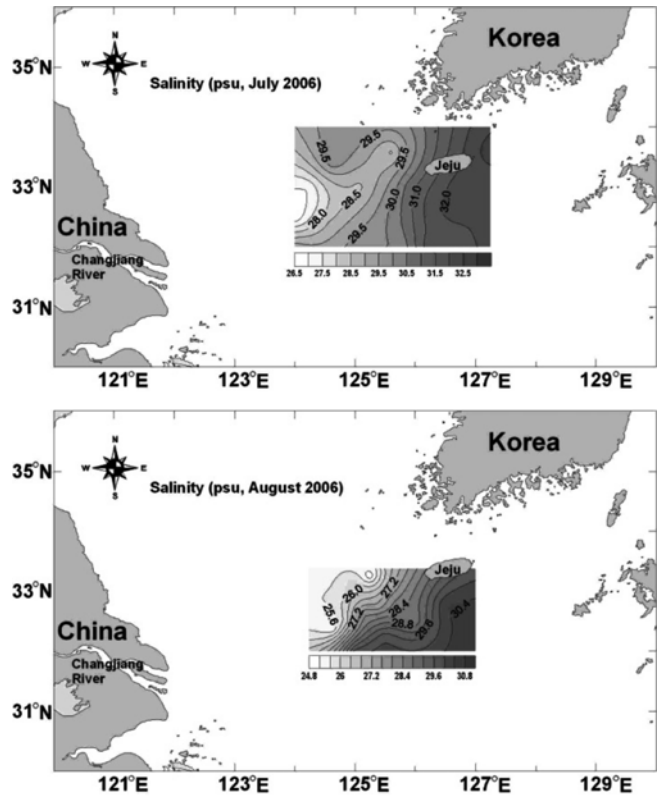 Korea
35°N
N
W E
S
Salinity (psu, July 2006)
29.5
29.5
29.5
Jeju
33°N
28.5
28.0
30.0
31.0
32.0
29.5
China
Changjiang
River
26.5 27.5 28.5 29.5 30.5 31.5 32.5
31°N
121°E 123°E 125°E 127°E 129°E
Korea
35°N
N
W E
S
Salinity (psu, August 2006)
Jeju
33°N
26.0
27.2
25.6
27.2
28.4
30.4
28.8
29.6
China
Changjiang
River
24.8 26 27.2 28.4 29.6 30.8
31°N
121°E 123°E 125°E 127°E 129°E